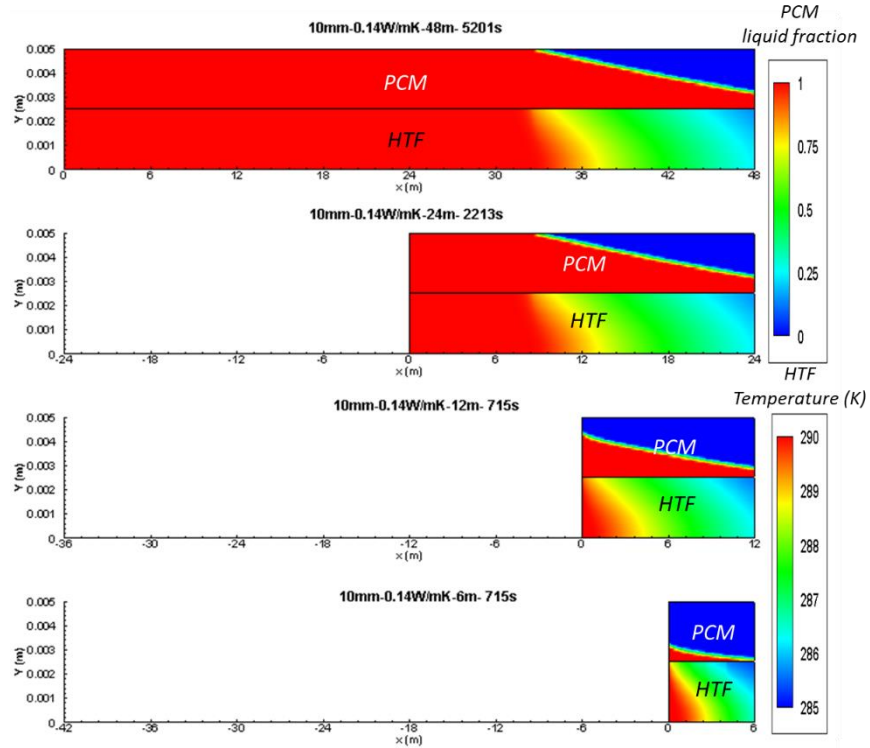 10mm-0.14W/mK-48m- 5201s
PCM
liquid fraction
0.005
0.004
0.003
0.002
0.001
0
Y (m)
PCM
HTF
0 6 12 18 24 30 36 42 48
x (m)
1
0.75
0.5
0.25
0
10mm-0.14W/mK-24m- 2213s
0.005
0.004
0.003
0.002
0.001
0
Y (m)
PCM
HTF
-24 -18 -12 -6 0 6 12 18 24
x (m)
HTF
Temperature (K)
10mm-0.14W/mK-12m- 715s
0.005
0.004
0.003
0.002
0.001
0
Y (m)
PCM
HTF
-36 -30 -24 -18 -12 -6 0 6 12
x (m)
290
289
288
287
286
285
10mm-0.14W/mK-6m- 715s
0.005
0.004
0.003
0.002
0.001
0
Y (m)
PCM
HTF
-42 -36 -30 -24 -18 -12 -6 0 6
x (m)